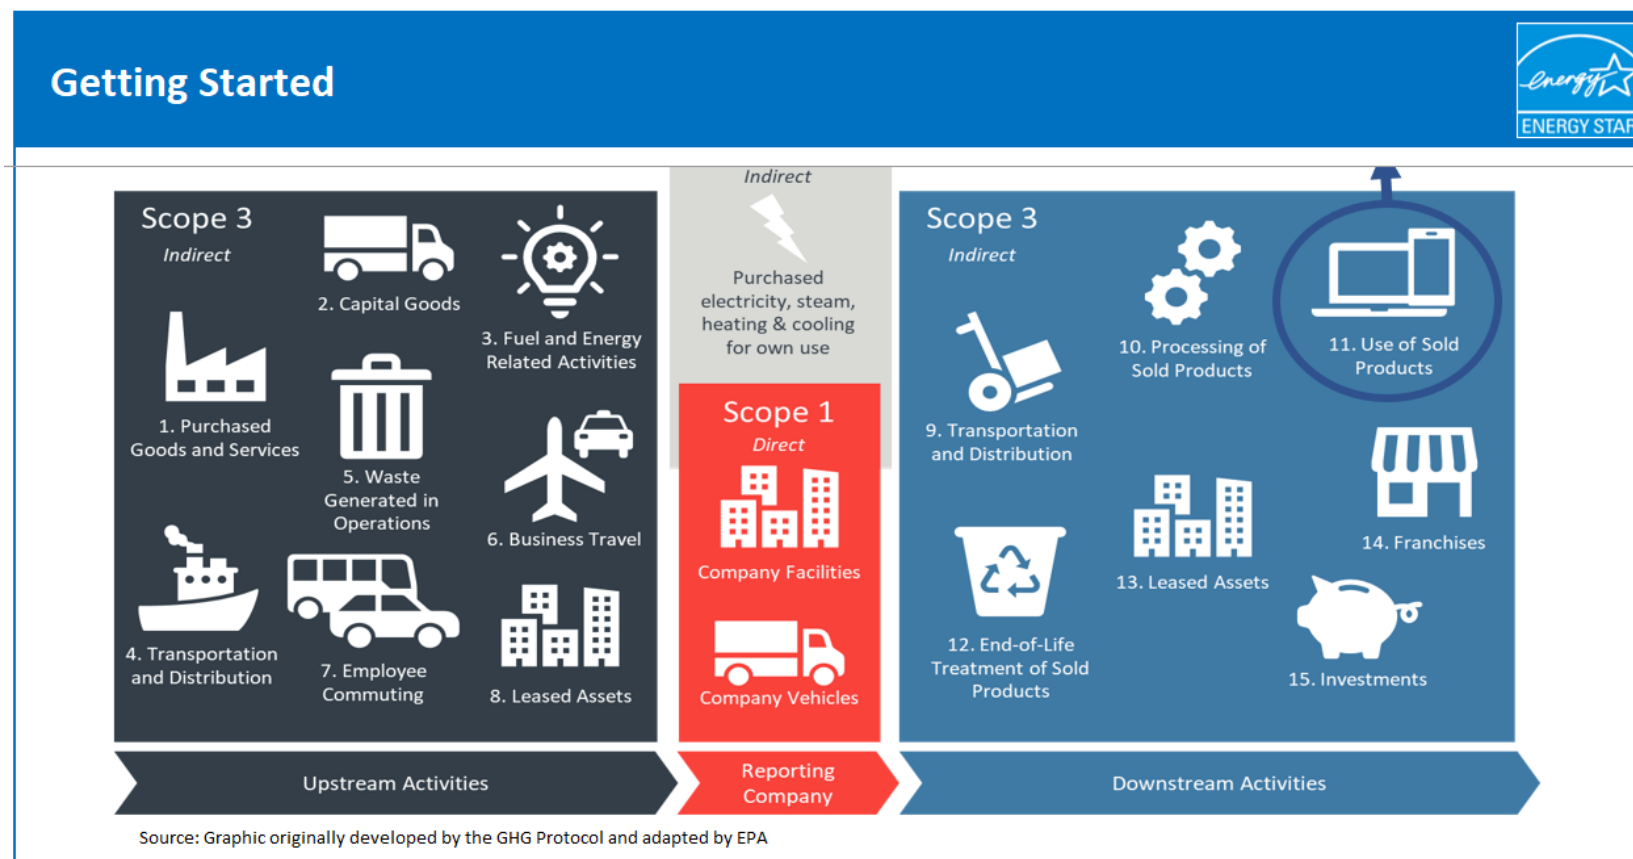 Getting Started
energy
ENERGY STAR
Scope 3
Indirect
1. Purchased
Goods and Services
2. Capital Goods
3. Fuel and Energy
Related Activities
4. Transportation
and Distribution
5. Waste
Generated in
Operations
6. Business Travel
7. Employee
Commuting
8. Leased Assets
Indirect
Purchased
electricity, steam,
heating & cooling
for own use
Scope 1
Direct
Company Facilities
Company Vehicles
Scope 3
Indirect
9. Transportation
and Distribution
10. Processing of
Sold Products
11. Use of Sold
Products
12. End-of-Life
Treatment of Sold
Products
13. Leased Assets
14. Franchises
15. Investments
Upstream Activities
Reporting
Company
Downstream Activities
Source: Graphic originally developed by the GHG Protocol and adapted by EPA